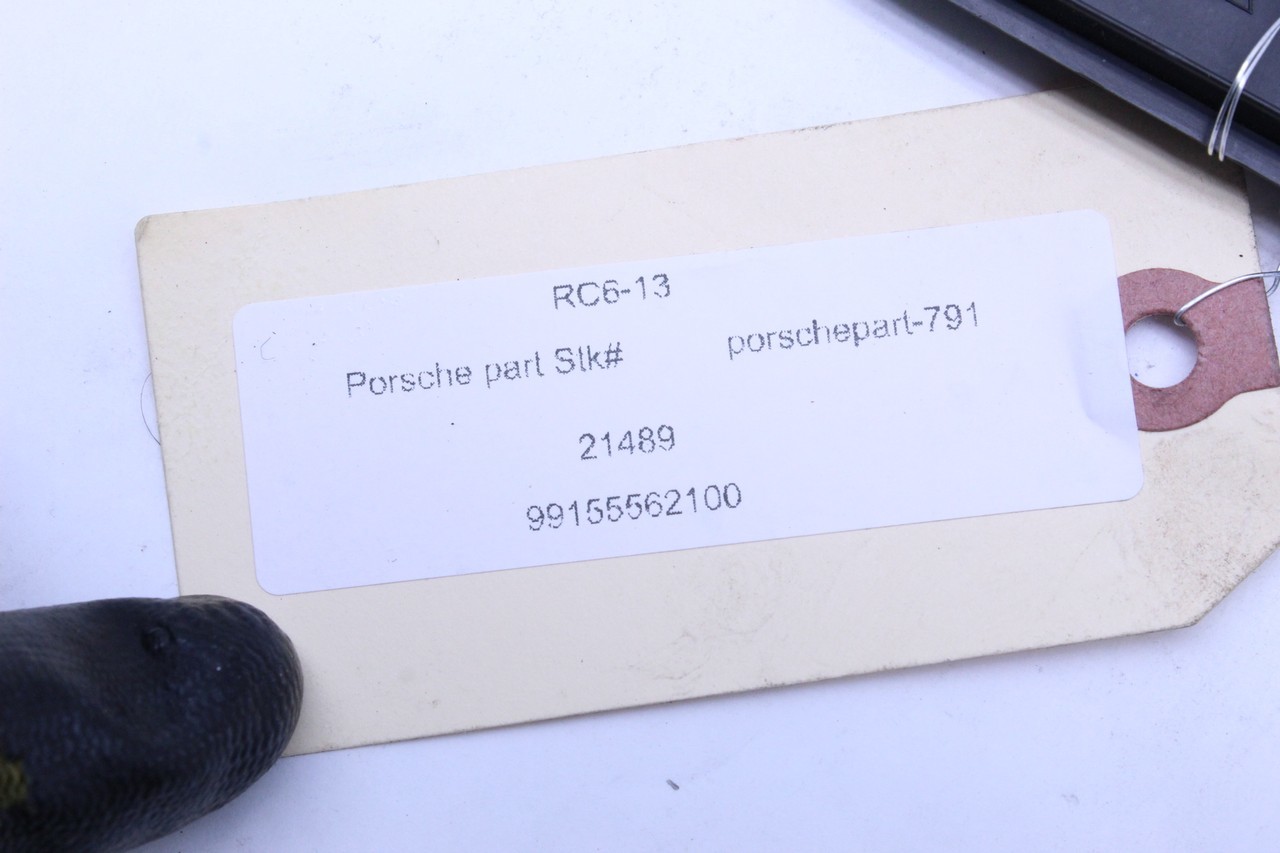 RC6-13
Porsche part Stk# porschepart-791
21489
99155562100